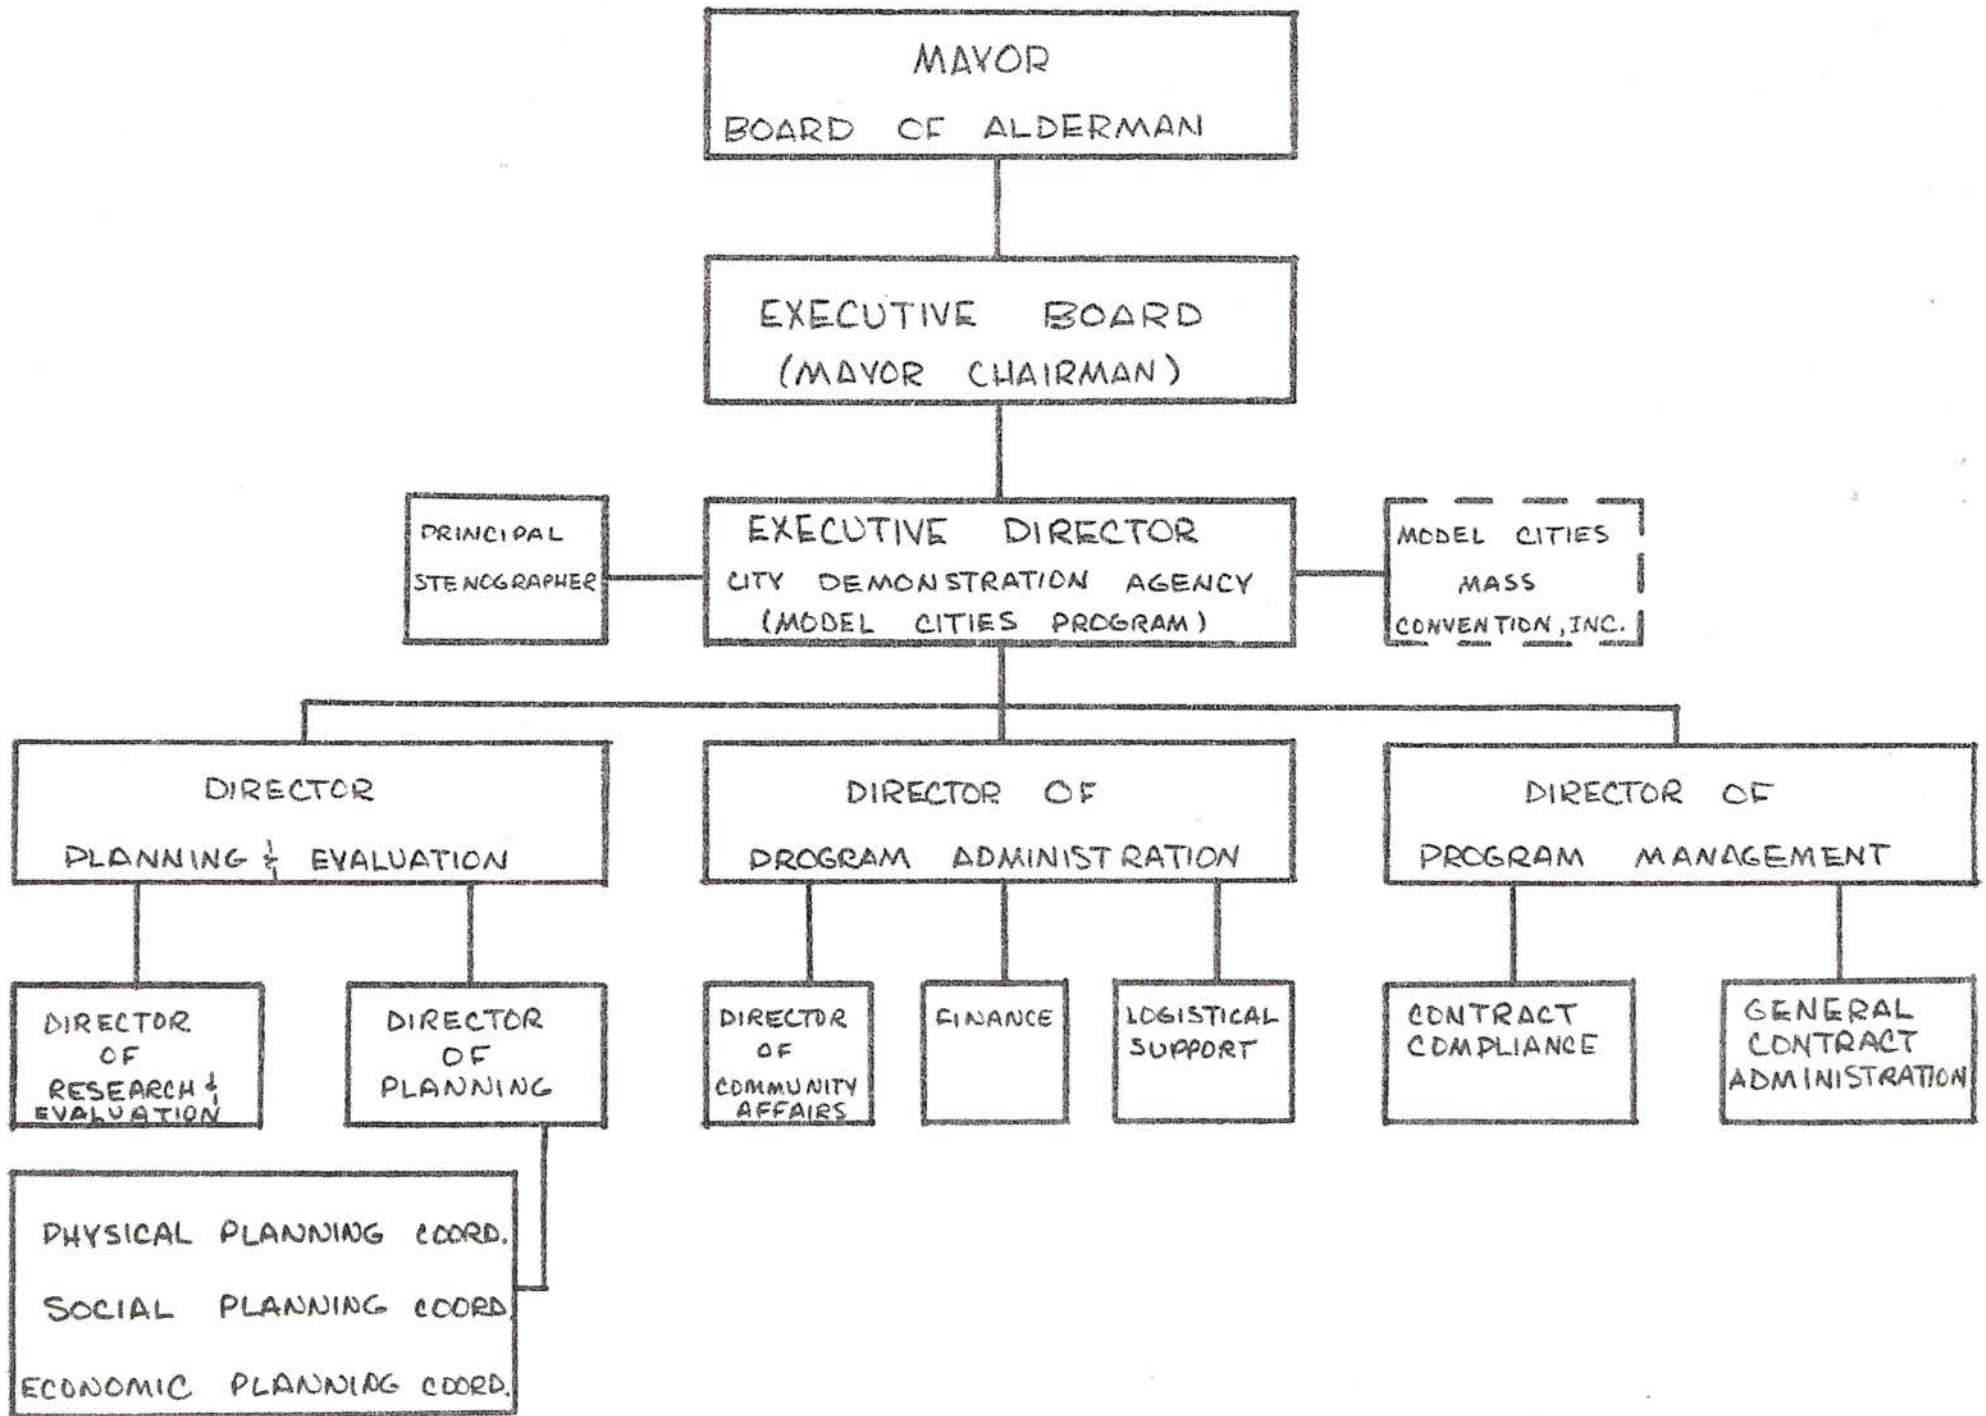 MAYOR
BOARD OF ALDERMAN
EXECUTIVE BOARD
(MAYOR CHAIRMAN)
PRINCIPAL
STENOGRAPHER
EXECUTIVE DIRECTOR
CITY DEMONSTRATION AGENCY
(MODEL CITIES PROGRAM)
MODEL CITIES
MASS
CONVENTION, INC.
DIRECTOR
PLANNING & EVALUATION
DIRECTOR OF
PROGRAM ADMINISTRATION
DIRECTOR OF
PROGRAM MANAGEMENT
DIRECTOR
OF
RESEARCH &
EVALUATION
DIRECTOR
OF
PLANNING
DIRECTOR
OF
COMMUNITY
AFFAIRS
FINANCE
LOGISTICAL
SUPPORT
CONTRACT
COMPLIANCE
GENERAL
CONTRACT
ADMINISTRATION
PHYSICAL PLANNING COORD.
SOCIAL PLANNING COORD
ECONOMIC PLANNING COORD.